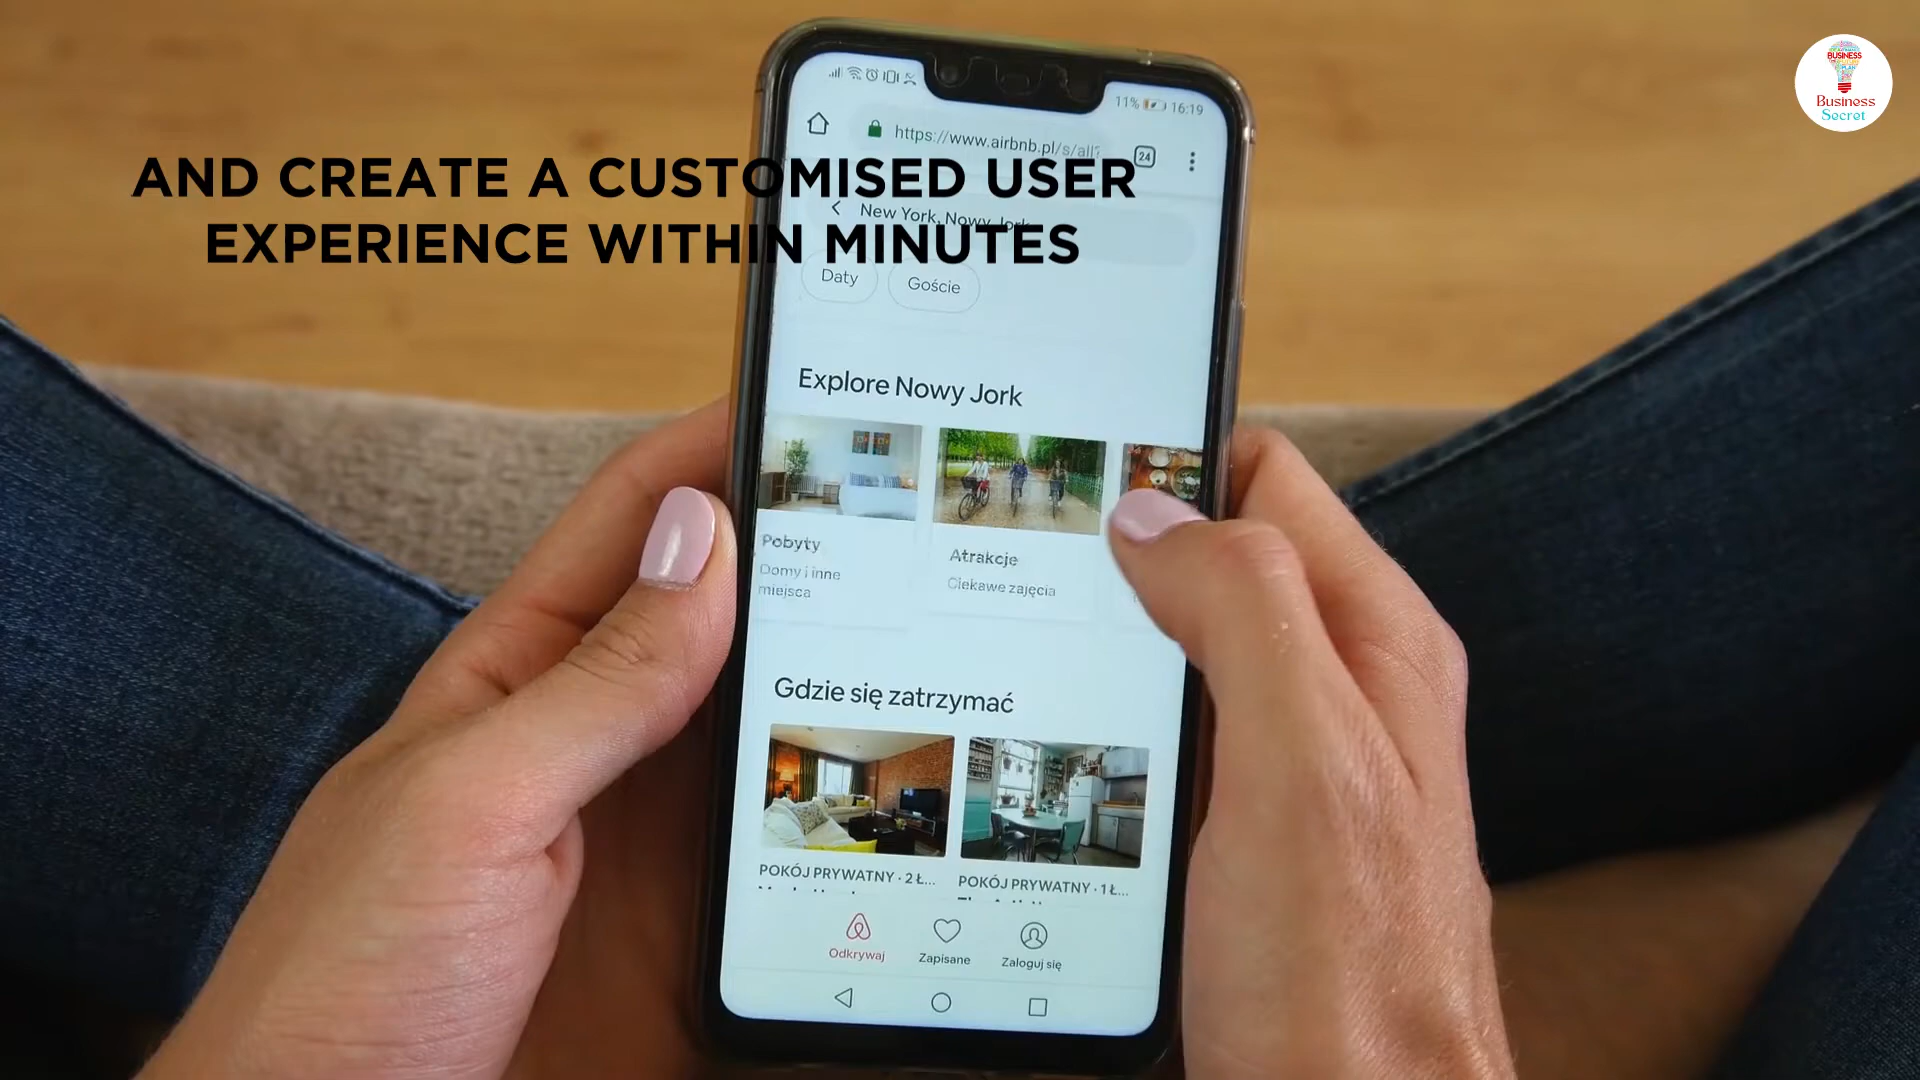 BUSINESS
PLAN
Business
Secret
11% 16:19
https://www.airbnb.pl/s/all?
24
AND CREATE A CUSTOMISED USER
EXPERIENCE WITHIN MINUTES
New York, Nowy Jork
Daty
Goście
Explore Nowy Jork
Pobyty
Domy i inne
miejsca
Atrakcje
Ciekawe zajęcia
Gdzie się zatrzymać
POKÓJ PRYWATNY · 2 Ł...
POKÓJ PRYWATNY · 1 Ł...
Odkrywaj
Zapisane
Zaloguj się